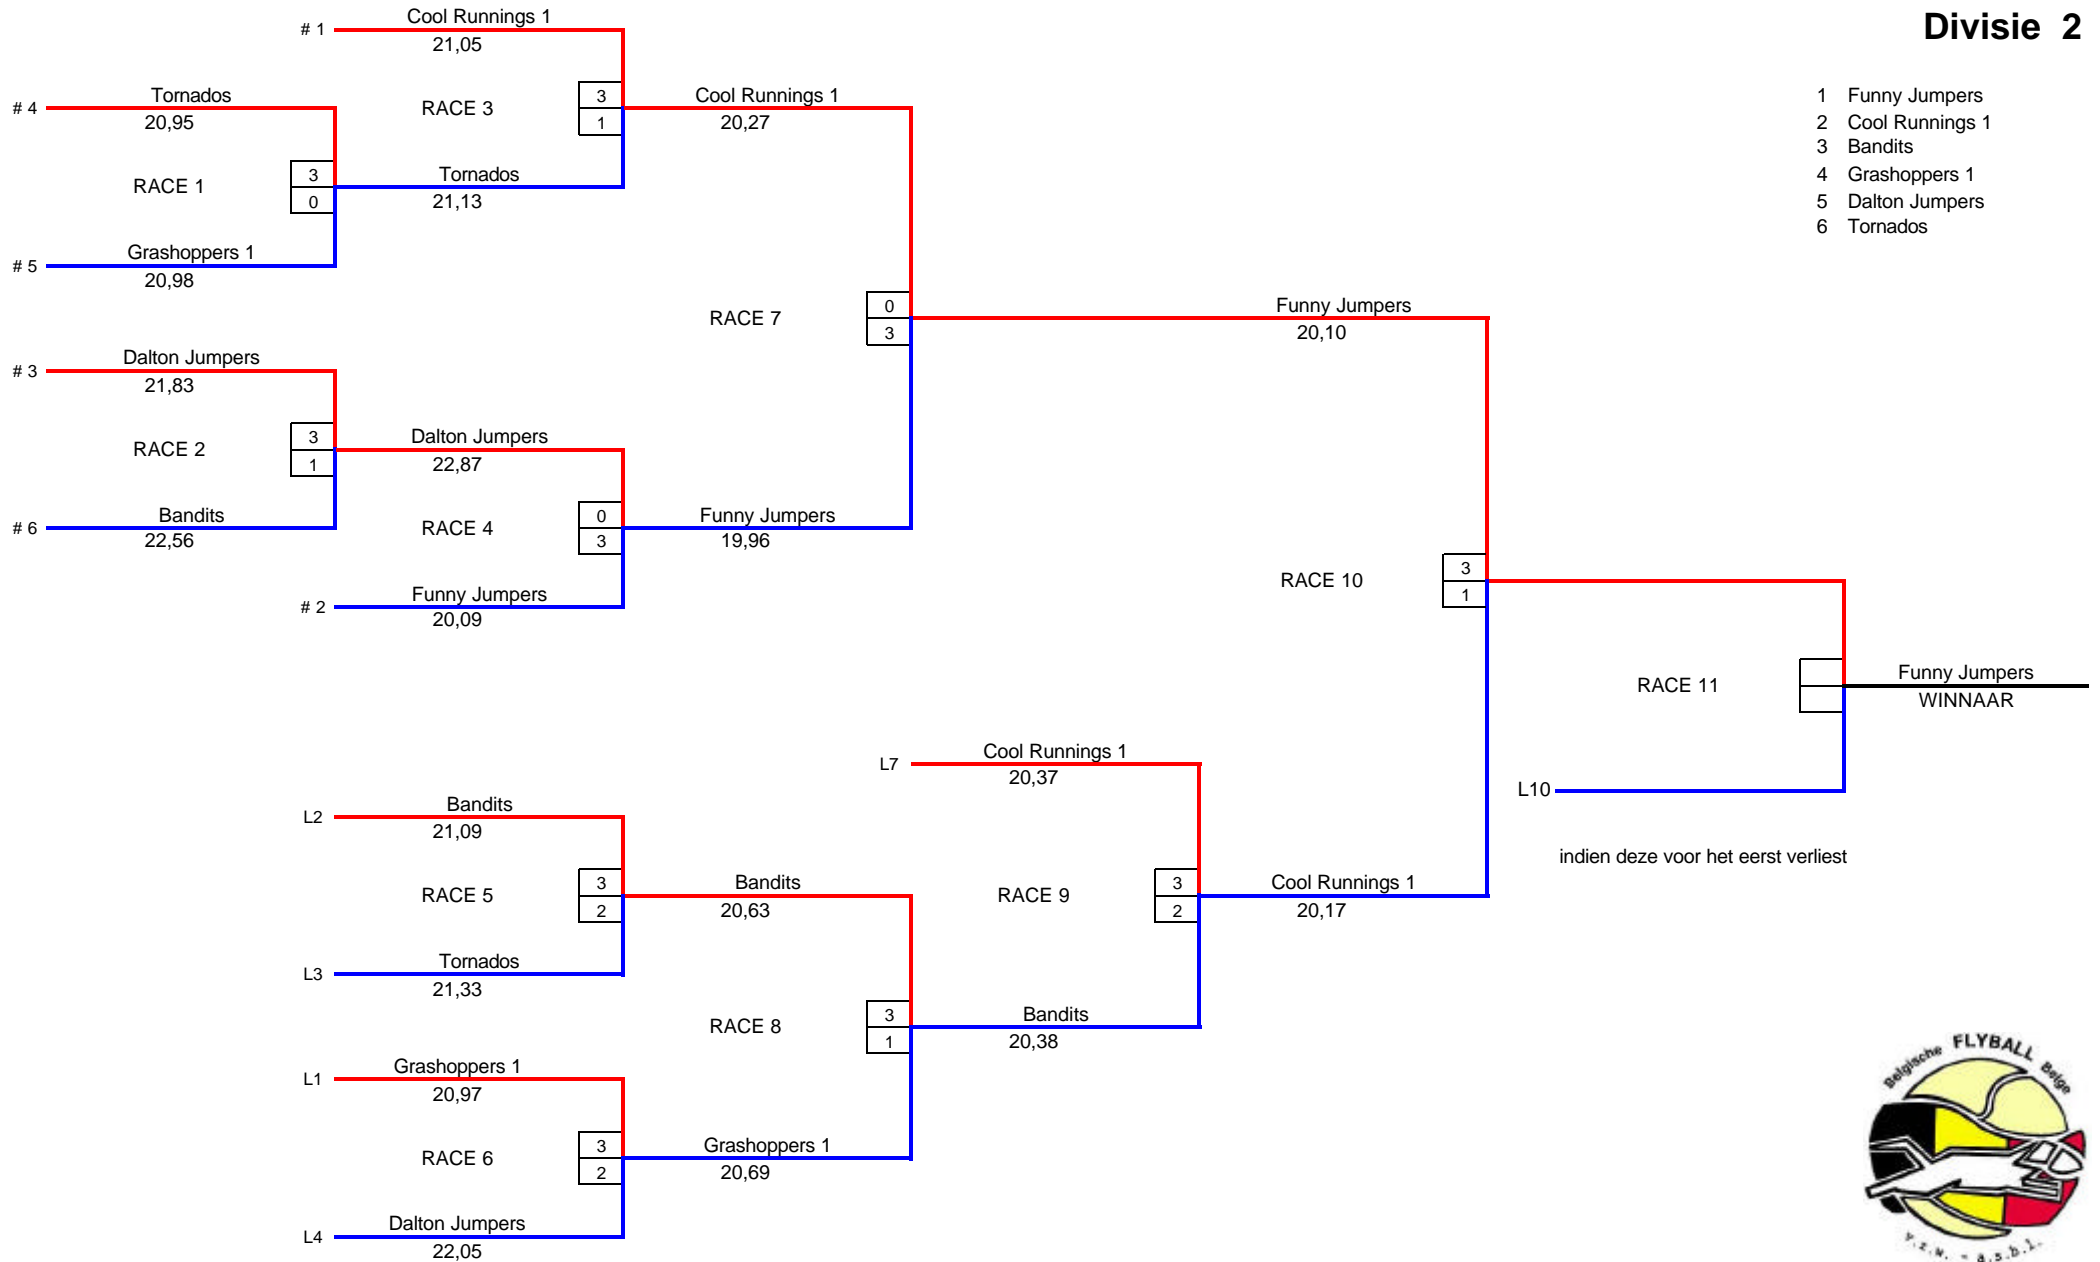 Divisie 2
Cool Runnings 1
# 1
21,05
Tornados
# 4
20,95
RACE 3
3
1
Cool Runnings 1
20,27
1 Funny Jumpers
2 Cool Runnings 1
3 Bandits
4 Grashoppers 1
5 Dalton Jumpers
6 Tornados
RACE 1
3
0
Tornados
21,13
Grashoppers 1
# 5
20,98
RACE 7
0
3
Funny Jumpers
20,10
Dalton Jumpers
# 3
21,83
RACE 2
3
1
Dalton Jumpers
22,87
Bandits
# 6
22,56
RACE 4
0
3
Funny Jumpers
19,96
Funny Jumpers
# 2
20,09
RACE 10
3
1
RACE 11
Funny Jumpers
WINNAAR
L7
Cool Runnings 1
20,37
L10
indien deze voor het eerst verliest
Bandits
L2
21,09
RACE 5
3
2
Bandits
20,63
RACE 9
3
2
Cool Runnings 1
20,17
Tornados
L3
21,33
RACE 8
3
1
Bandits
20,38
Grashoppers 1
L1
20,97
RACE 6
3
2
Grashoppers 1
20,69
Dalton Jumpers
L4
22,05
Belgische FLYBALL Belge
v.z.w. - a.s.b.l.